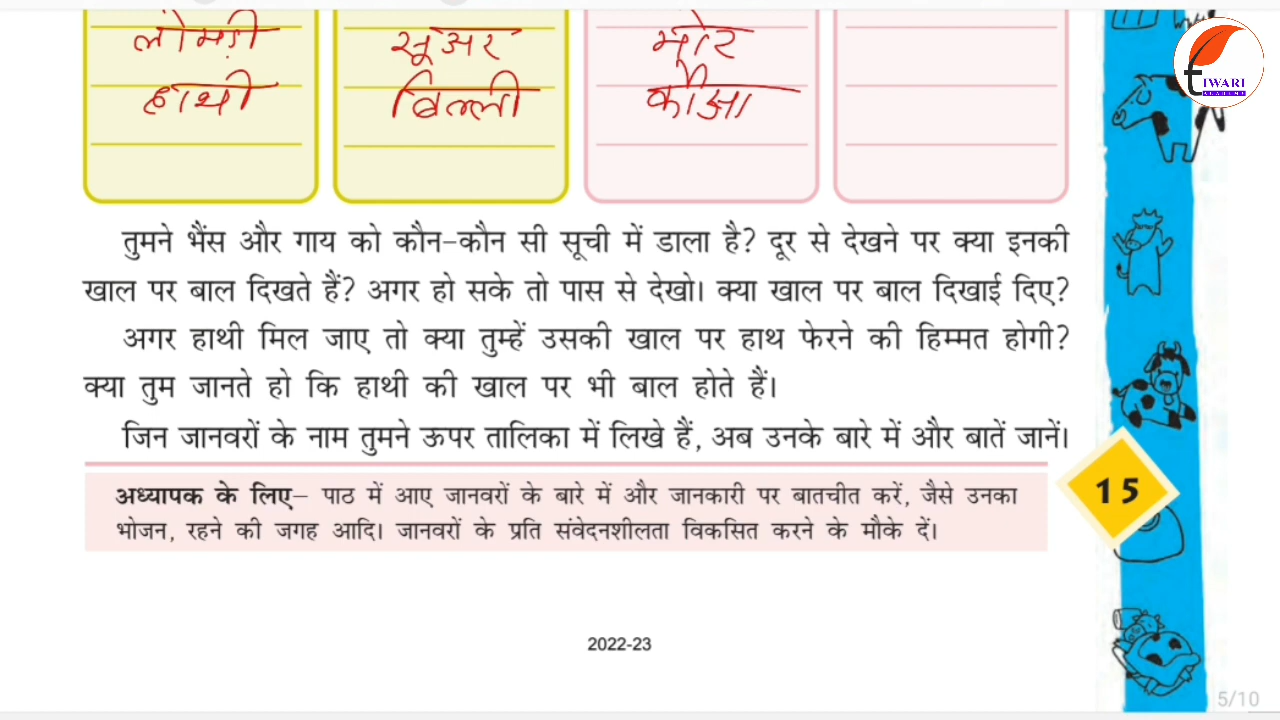 लोमड़ी सूअर मोर
हाथी बिल्ली कौआ
तुमने भैंस और गाय को कौन-कौन सी सूची में डाला है? दूर से देखने पर क्या इनकी
खाल पर बाल दिखते हैं? अगर हो सके तो पास से देखो। क्या खाल पर बाल दिखाई दिए?
अगर हाथी मिल जाए तो क्या तुम्हें उसकी खाल पर हाथ फेरने की हिम्मत होगी?
क्या तुम जानते हो कि हाथी की खाल पर भी बाल होते हैं।
जिन जानवरों के नाम तुमने ऊपर तालिका में लिखे हैं, अब उनके बारे में और बातें जानें।
अध्यापक के लिए– पाठ में आए जानवरों के बारे में और जानकारी पर बातचीत करें, जैसे उनका
भोजन, रहने की जगह आदि। जानवरों के प्रति संवेदनशीलता विकसित करने के मौके दें।
15
2022-23
5/10
TIWARI
ACADEMY